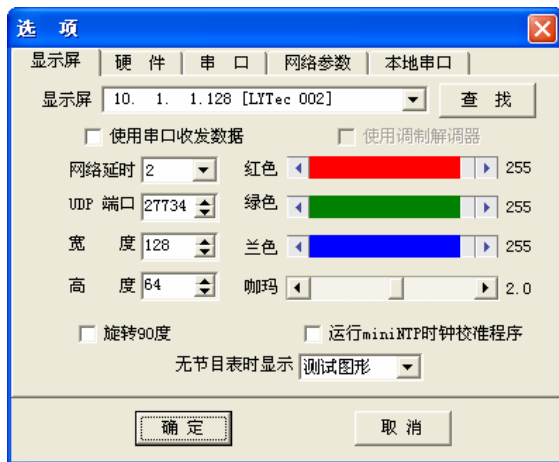 选 项
显示屏 硬 件 串 口 网络参数 本地串口
显示屏 10. 1. 1.128 [LYTec 002] 查 找
使用串口收发数据 使用调制解调器
网络延时 2 红色 255
UDP 端口 27734 绿色 255
宽 度 128 兰色 255
高 度 64 咖玛 2.0
旋转90度 运行miniNTP时钟校准程序
无节目表时显示 测试图形
确 定 取 消